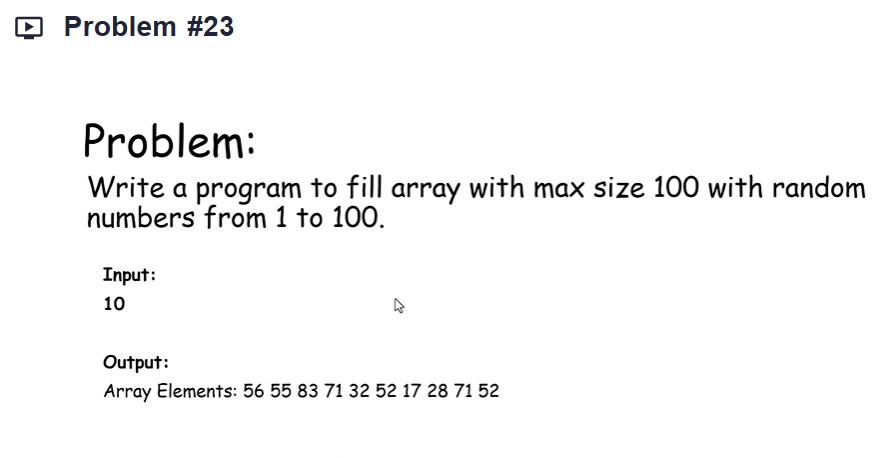 Problem #23
Problem:
Write a program to fill array with max size 100 with random
numbers from 1 to 100.
Input:
10
Output:
Array Elements: 56 55 83 71 32 52 17 28 71 52